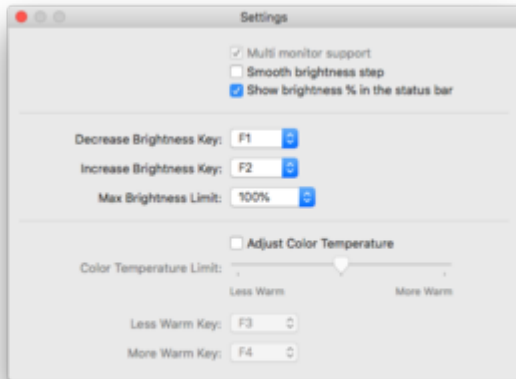 Settings
Multi monitor support
Smooth brightness step
Show brightness % in the status bar
Decrease Brightness Key: F1
Increase Brightness Key: F2
Max Brightness Limit: 100%
Adjust Color Temperature
Color Temperature Limit:
Less Warm More Warm
Less Warm Key: F3
More Warm Key: F4